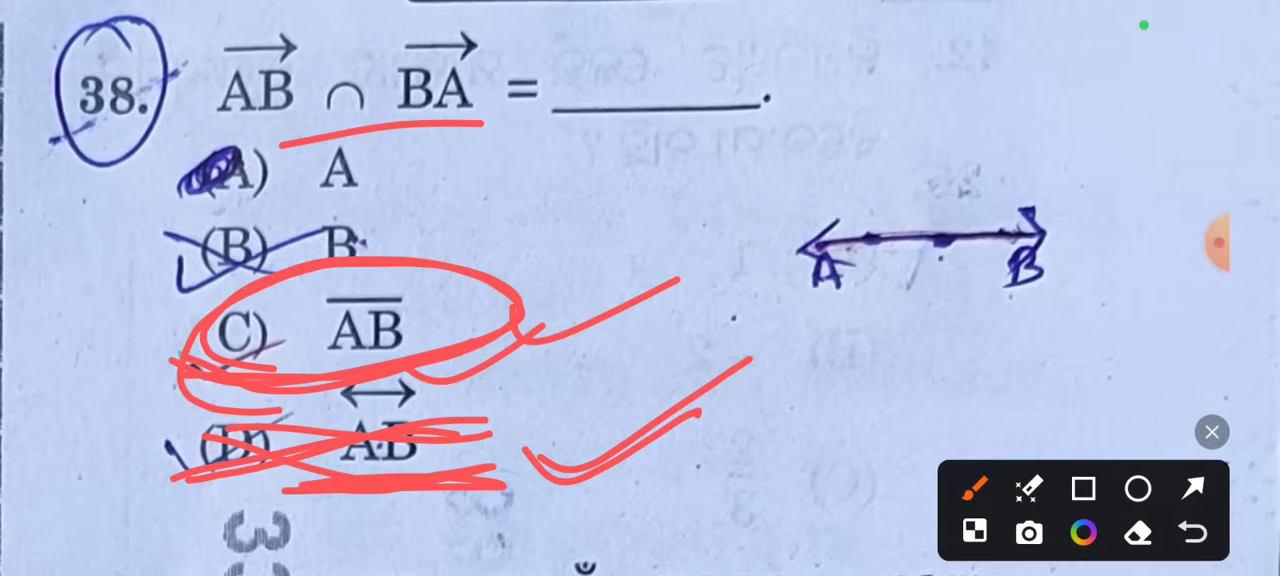 38. $\overrightarrow{AB} \cap \overrightarrow{BA}$ = ________.
(A) A
(B) B
(C) $\overline{AB}$
(D) $\overleftrightarrow{AB}$
A B